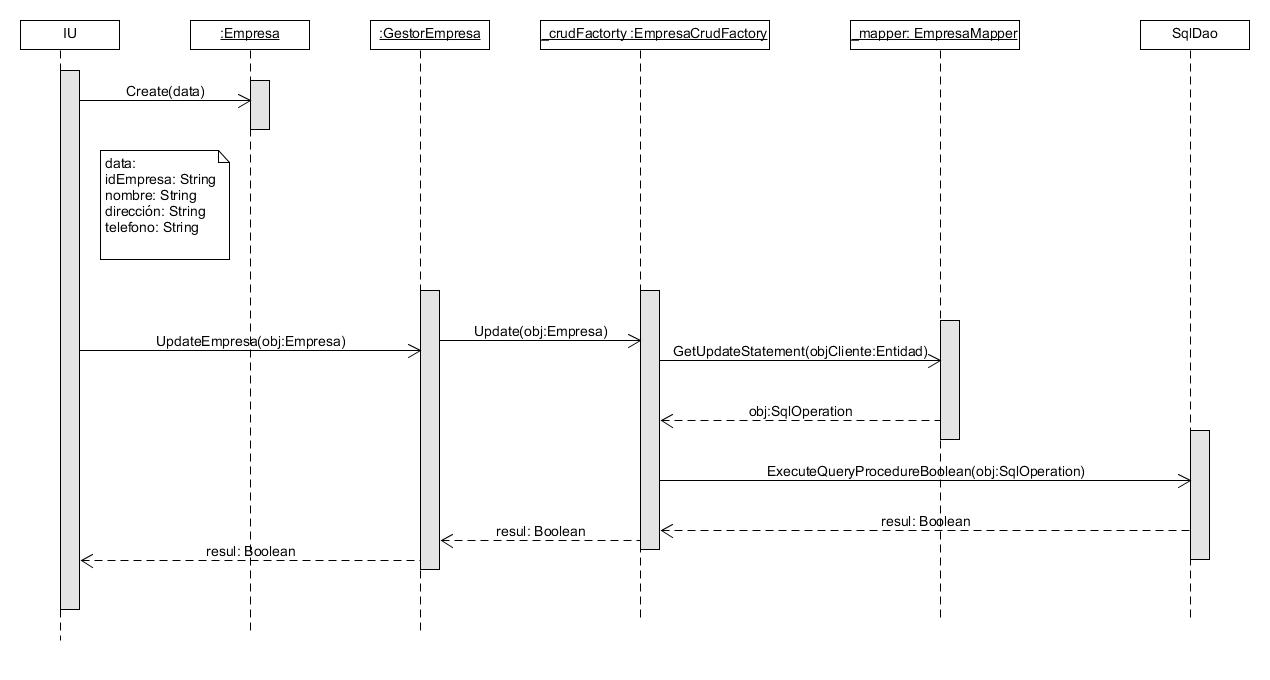 IU
:Empresa
:GestorEmpresa
_crudFactorty :EmpresaCrudFactory
_mapper: EmpresaMapper
SqlDao
Create(data)
data:
idEmpresa: String
nombre: String
dirección: String
telefono: String
UpdateEmpresa(obj:Empresa)
Update(obj:Empresa)
GetUpdateStatement(objCliente:Entidad)
obj:SqlOperation
ExecuteQueryProcedureBoolean(obj:SqlOperation)
resul: Boolean
resul: Boolean
resul: Boolean